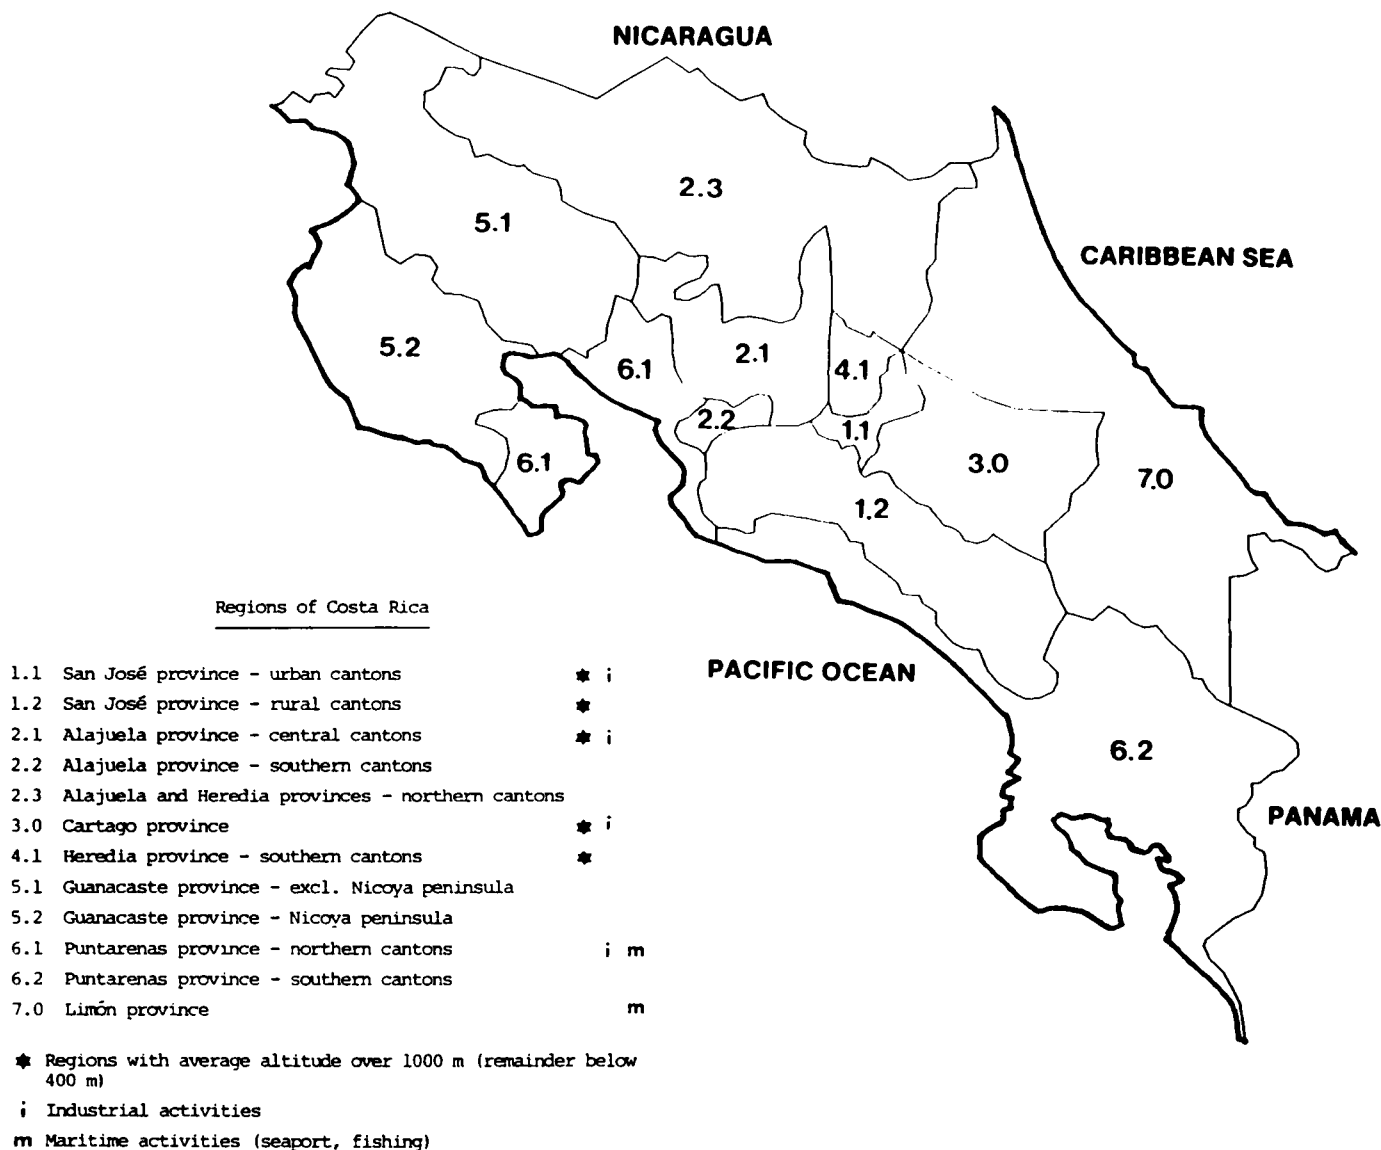 NICARAGUA
2.3
5.1
CARIBBEAN SEA
5.2
6.1
2.1
4.1
2.2
1.1
6.1
3.0
7.0
1.2
Regions of Costa Rica
PACIFIC OCEAN
6.2
PANAMA
1.1 San José province - urban cantons * i
1.2 San José province - rural cantons *
2.1 Alajuela province - central cantons * i
2.2 Alajuela province - southern cantons
2.3 Alajuela and Heredia provinces - northern cantons
3.0 Cartago province * i
4.1 Heredia province - southern cantons *
5.1 Guanacaste province - excl. Nicoya peninsula
5.2 Guanacaste province - Nicoya peninsula
6.1 Puntarenas province - northern cantons i m
6.2 Puntarenas province - southern cantons
7.0 Limón province m
* Regions with average altitude over 1000 m (remainder below
400 m)
i Industrial activities
m Maritime activities (seaport, fishing)